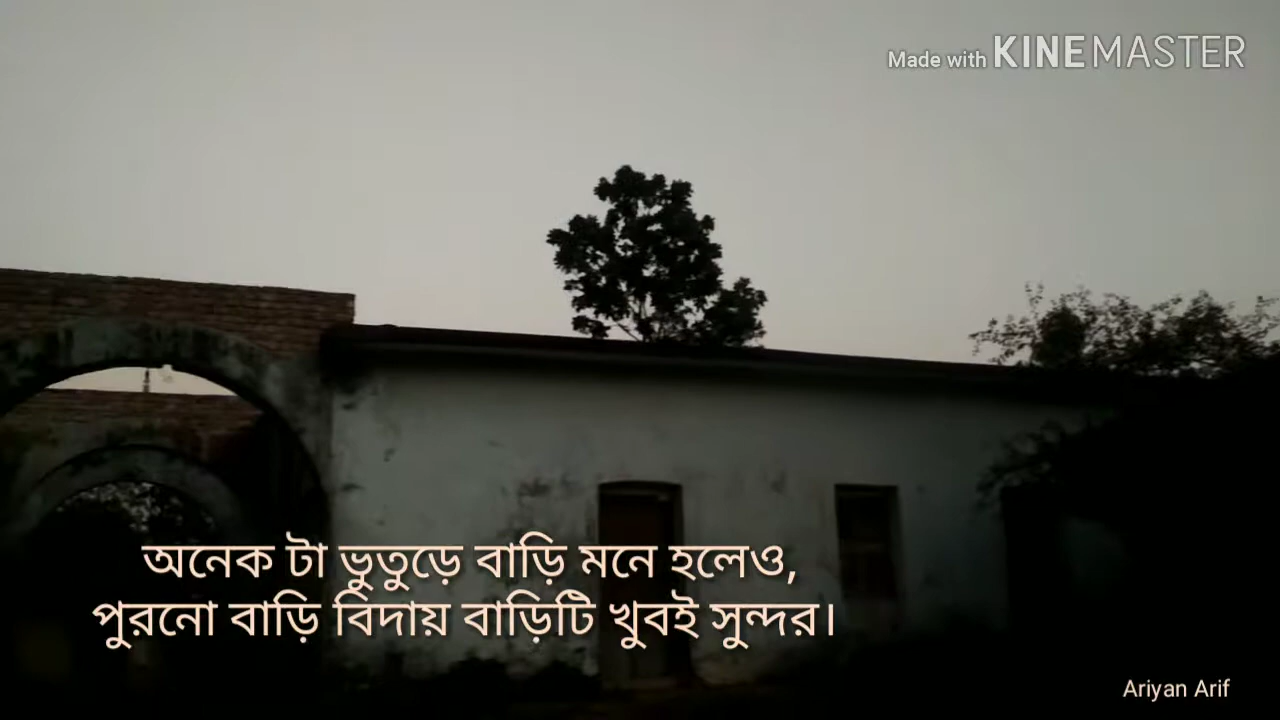 Made with KINEMASTER
অনেক টা ভুতুড়ে বাড়ি মনে হলেও,
পুরনো বাড়ি বিদায় বাড়িটি খুবই সুন্দর।
Ariyan Arif